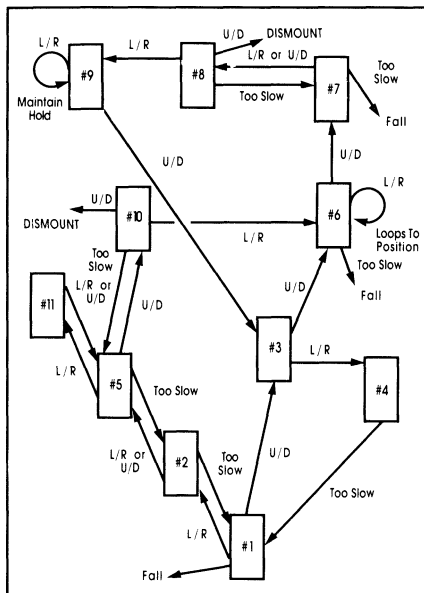 U/D
DISMOUNT
L/R
L/R
L/R or U/D
Too
Slow
#9
#8
#7
Maintain
Hold
Too Slow
Fall
U/D
U/D
L/R
U/D
#10
#6
DISMOUNT
L/R
Loops To
Position
Too
Slow
Too Slow
L/R or
U/D
U/D
Fall
#11
U/D
#3
L/R
L/R
#5
#4
Too Slow
L/R or
U/D
#2
Too
Slow
U/D
Too Slow
L/R
#1
Fall